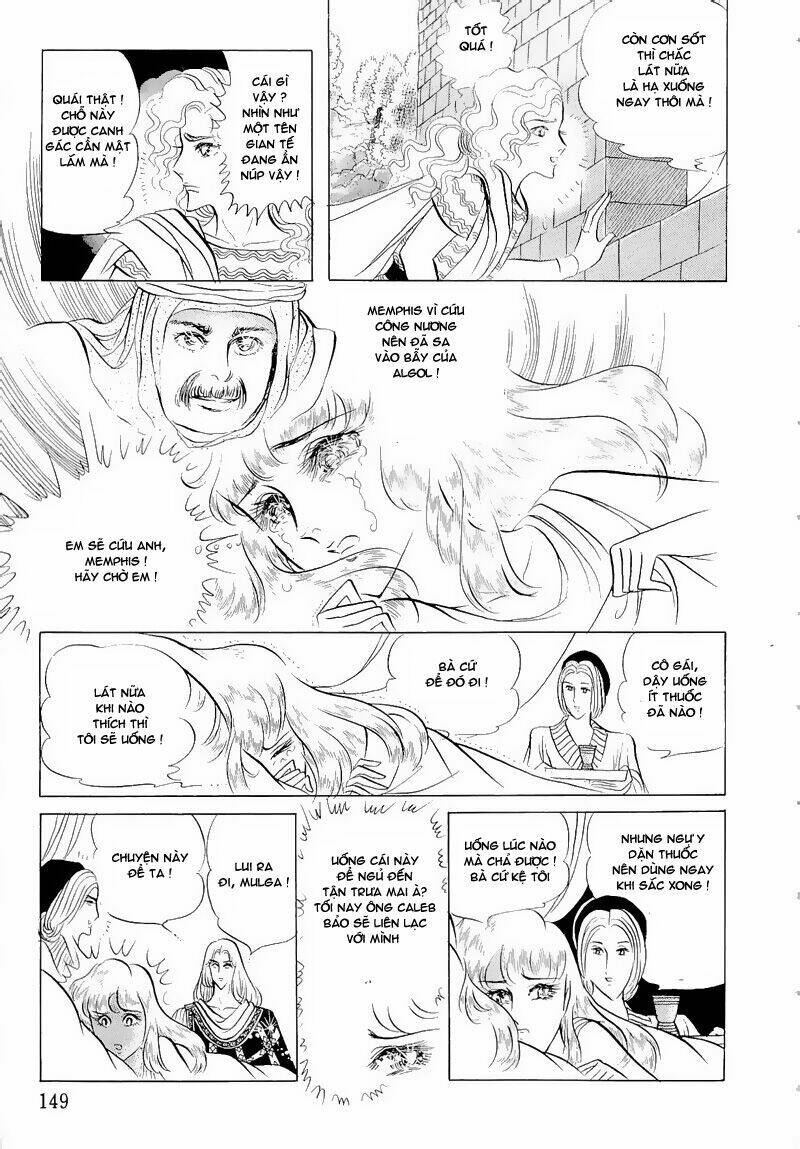 CÒN CƠN SỐT
THÌ CHẮC
LÁT NỮA
LÀ HẠ XUỐNG
NGAY THÔI MÀ !
TỐT
QUÁ !
CÁI GÌ
VẬY ?
NHÌN NHƯ
MỘT TÊN
GIAN TẾ
ĐANG ẨN
NÚP VẬY !
QUÁI THẬT !
CHỖ NÀY
ĐƯỢC CANH
GÁC CẨN MẬT
LẮM MÀ !
MEMPHIS VÌ CỨU
CÔNG NƯƠNG
NÊN ĐÃ SA
VÀO BẪY CỦA
ALGOL !
EM SẼ CỨU ANH,
MEMPHIS !
HÃY CHỜ EM !
CÔ GÁI,
DẬY UỐNG
ÍT THUỐC
ĐÃ NÀO !
BÀ CỨ
ĐỂ ĐÓ ĐI !
LÁT NỮA
KHI NÀO
THÍCH THÌ
TÔI SẼ UỐNG !
NHƯNG NGỰ Y
DẶN THUỐC
NÊN DÙNG NGAY
KHI SẮC XONG !
UỐNG LÚC NÀO
MÀ CHẢ ĐƯỢC !
BÀ CỨ KỆ TÔI
UỐNG CÁI NÀY
ĐỂ NGỦ ĐẾN
TẬN TRƯA MAI À?
TỐI NAY ÔNG CALEB
BẢO SẼ LIÊN LẠC
VỚI MÌNH
LUI RA
ĐI, MULGA !
CHUYỆN NÀY
ĐỂ TA !
149